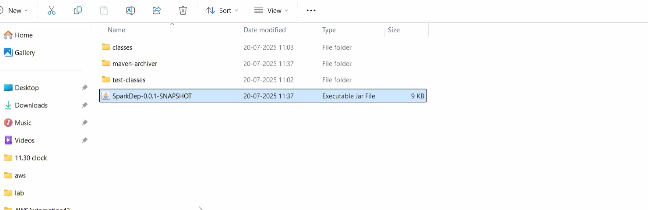 New Sort View ...
Name Date modified Type Size
Home
Gallery
classes 20-07-2025 11:03 File folder
maven-archiver 20-07-2025 11:37 File folder
test-classes 20-07-2025 11:02 File folder
Desktop
SparkDep-0.0.1-SNAPSHOT 20-07-2025 11:37 Executable Jar File 9 KB
Downloads
Music
Videos
11.30 clock
aws
lab